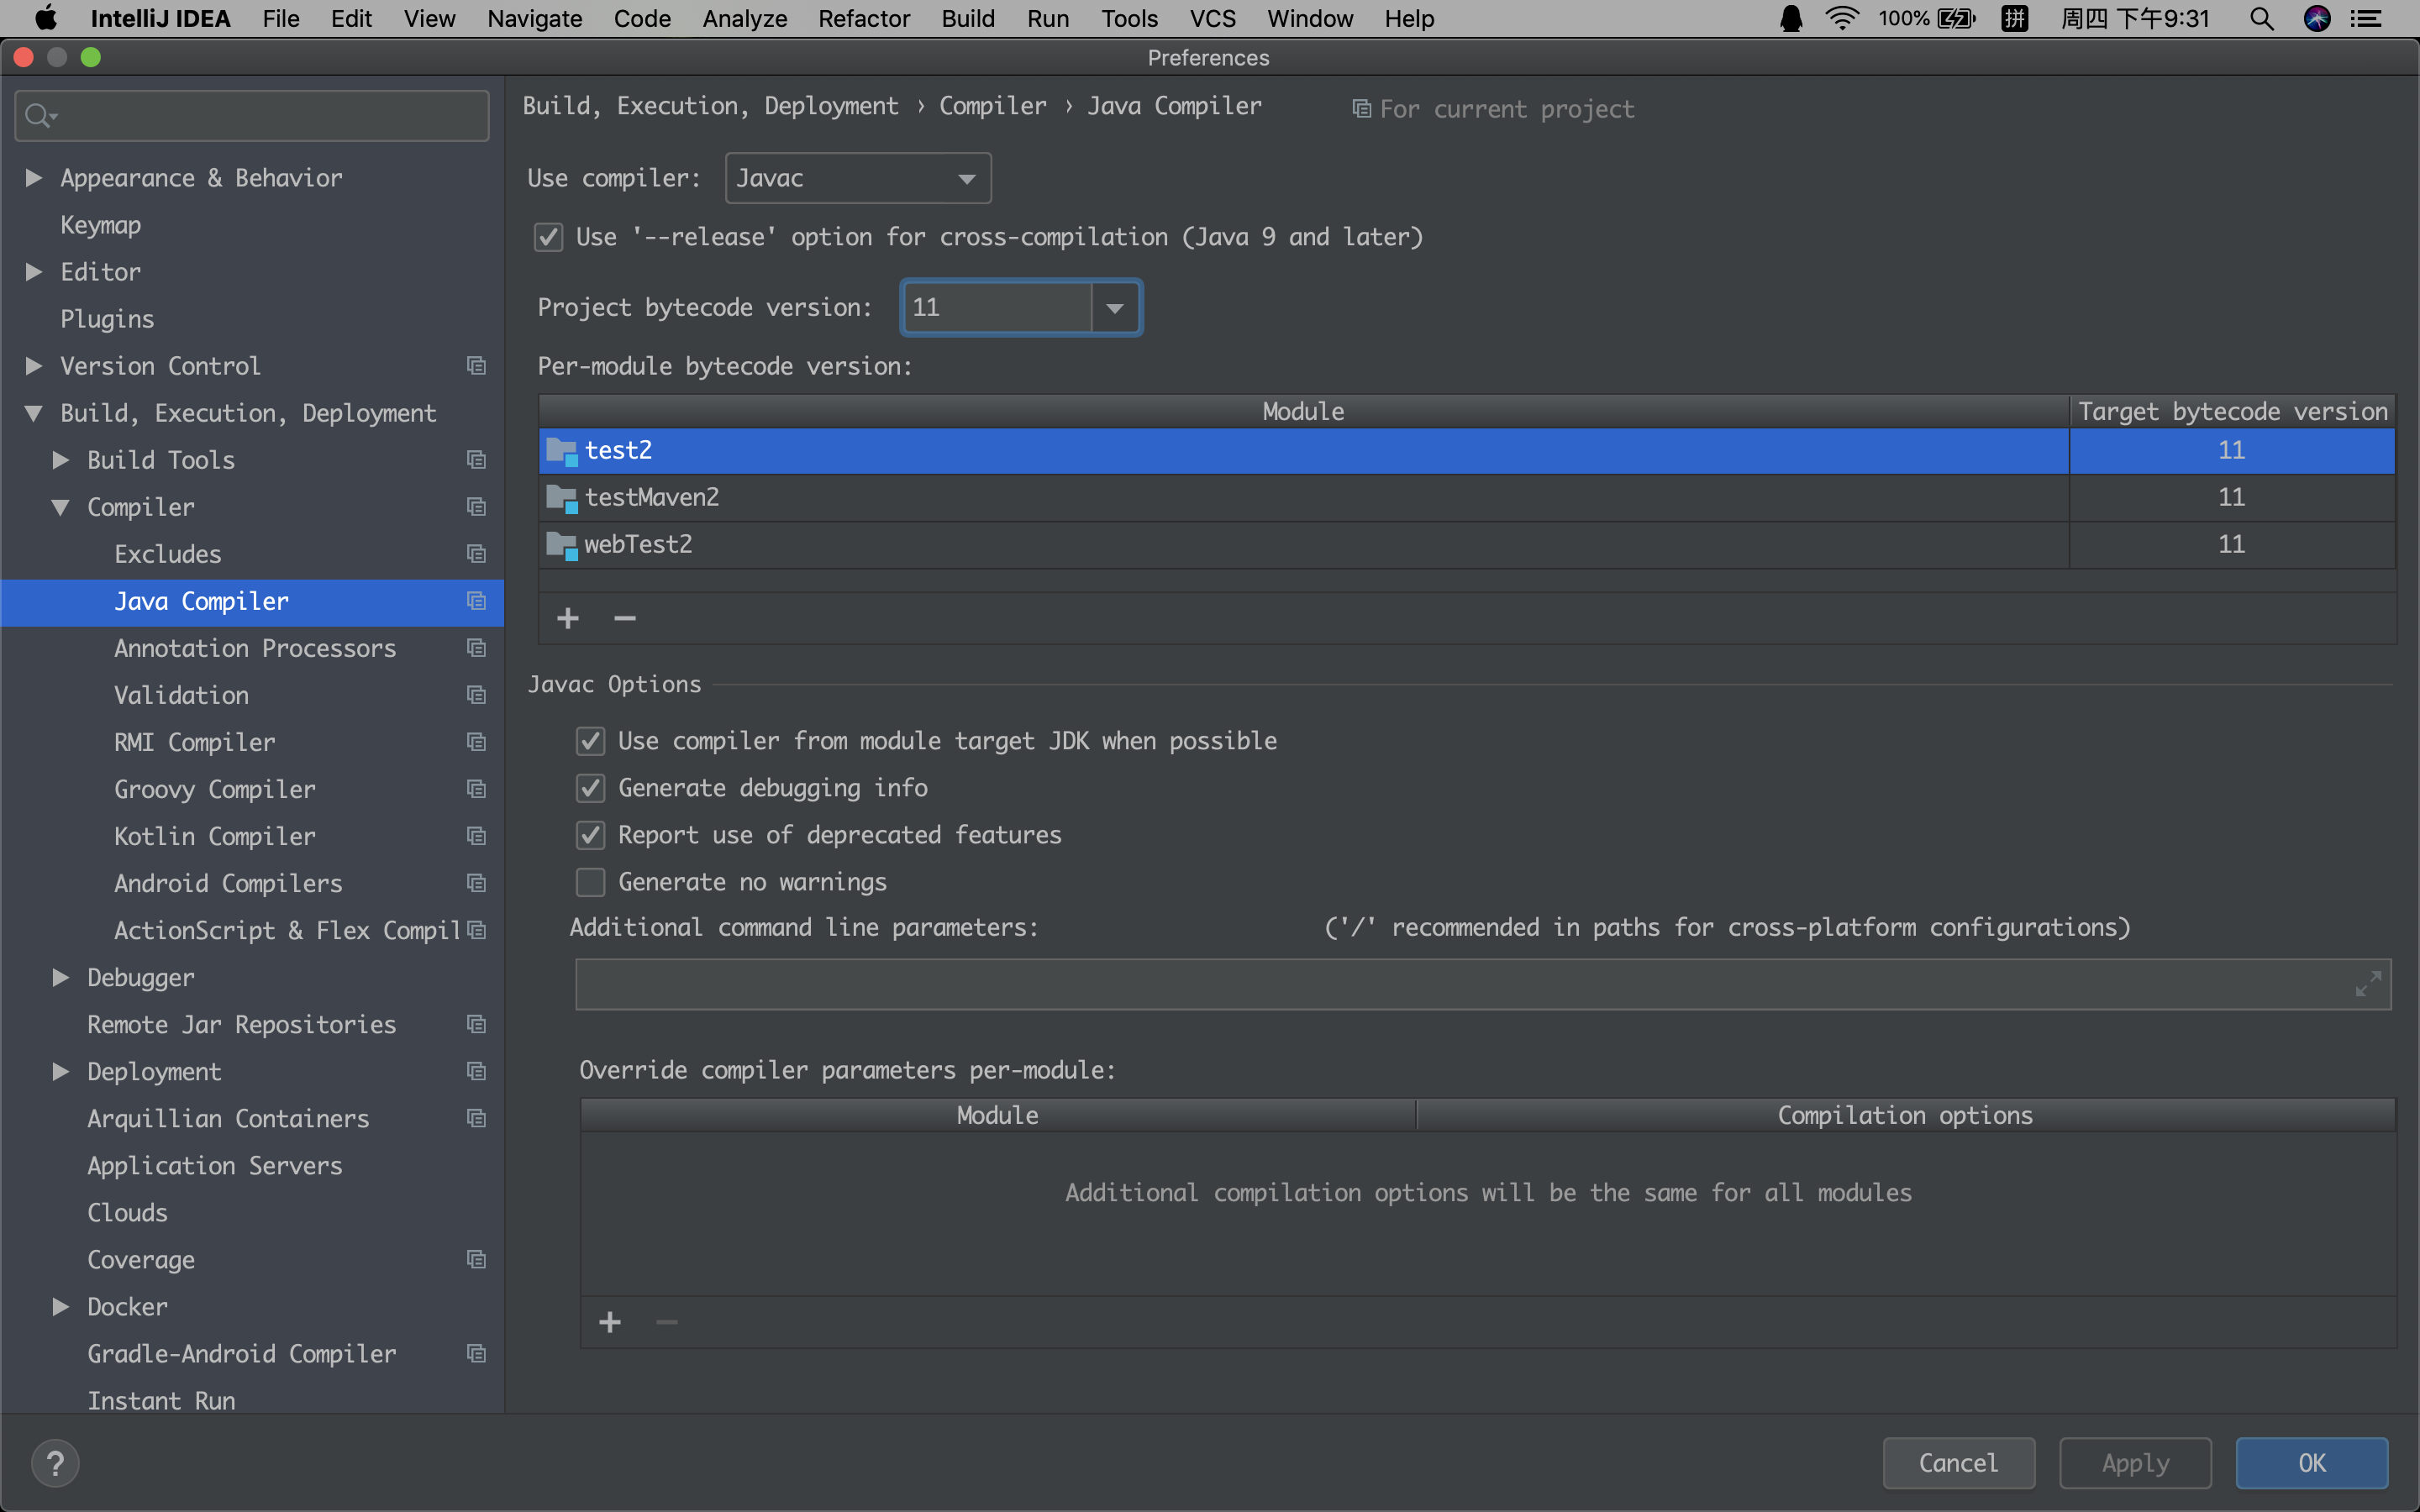 IntelliJ IDEA File Edit View Navigate Code Analyze Refactor Build Run Tools VCS Window Help 100% 拼 周四 下午9:31
Preferences
Appearance & Behavior
Keymap
Editor
Plugins
Version Control
Build, Execution, Deployment
Build Tools
Compiler
Excludes
Java Compiler
Annotation Processors
Validation
RMI Compiler
Groovy Compiler
Kotlin Compiler
Android Compilers
ActionScript & Flex Compil
Debugger
Remote Jar Repositories
Deployment
Arquillian Containers
Application Servers
Clouds
Coverage
Docker
Gradle-Android Compiler
Instant Run
Build, Execution, Deployment › Compiler › Java Compiler For current project
Use compiler: Javac
Use '--release' option for cross-compilation (Java 9 and later)
Project bytecode version: 11
Per-module bytecode version:
Module Target bytecode version
test2 11
testMaven2 11
webTest2 11
+ −
Javac Options
Use compiler from module target JDK when possible
Generate debugging info
Report use of deprecated features
Generate no warnings
Additional command line parameters: ('/' recommended in paths for cross-platform configurations)
Override compiler parameters per-module:
Module Compilation options
Additional compilation options will be the same for all modules
+ −
? Cancel Apply OK